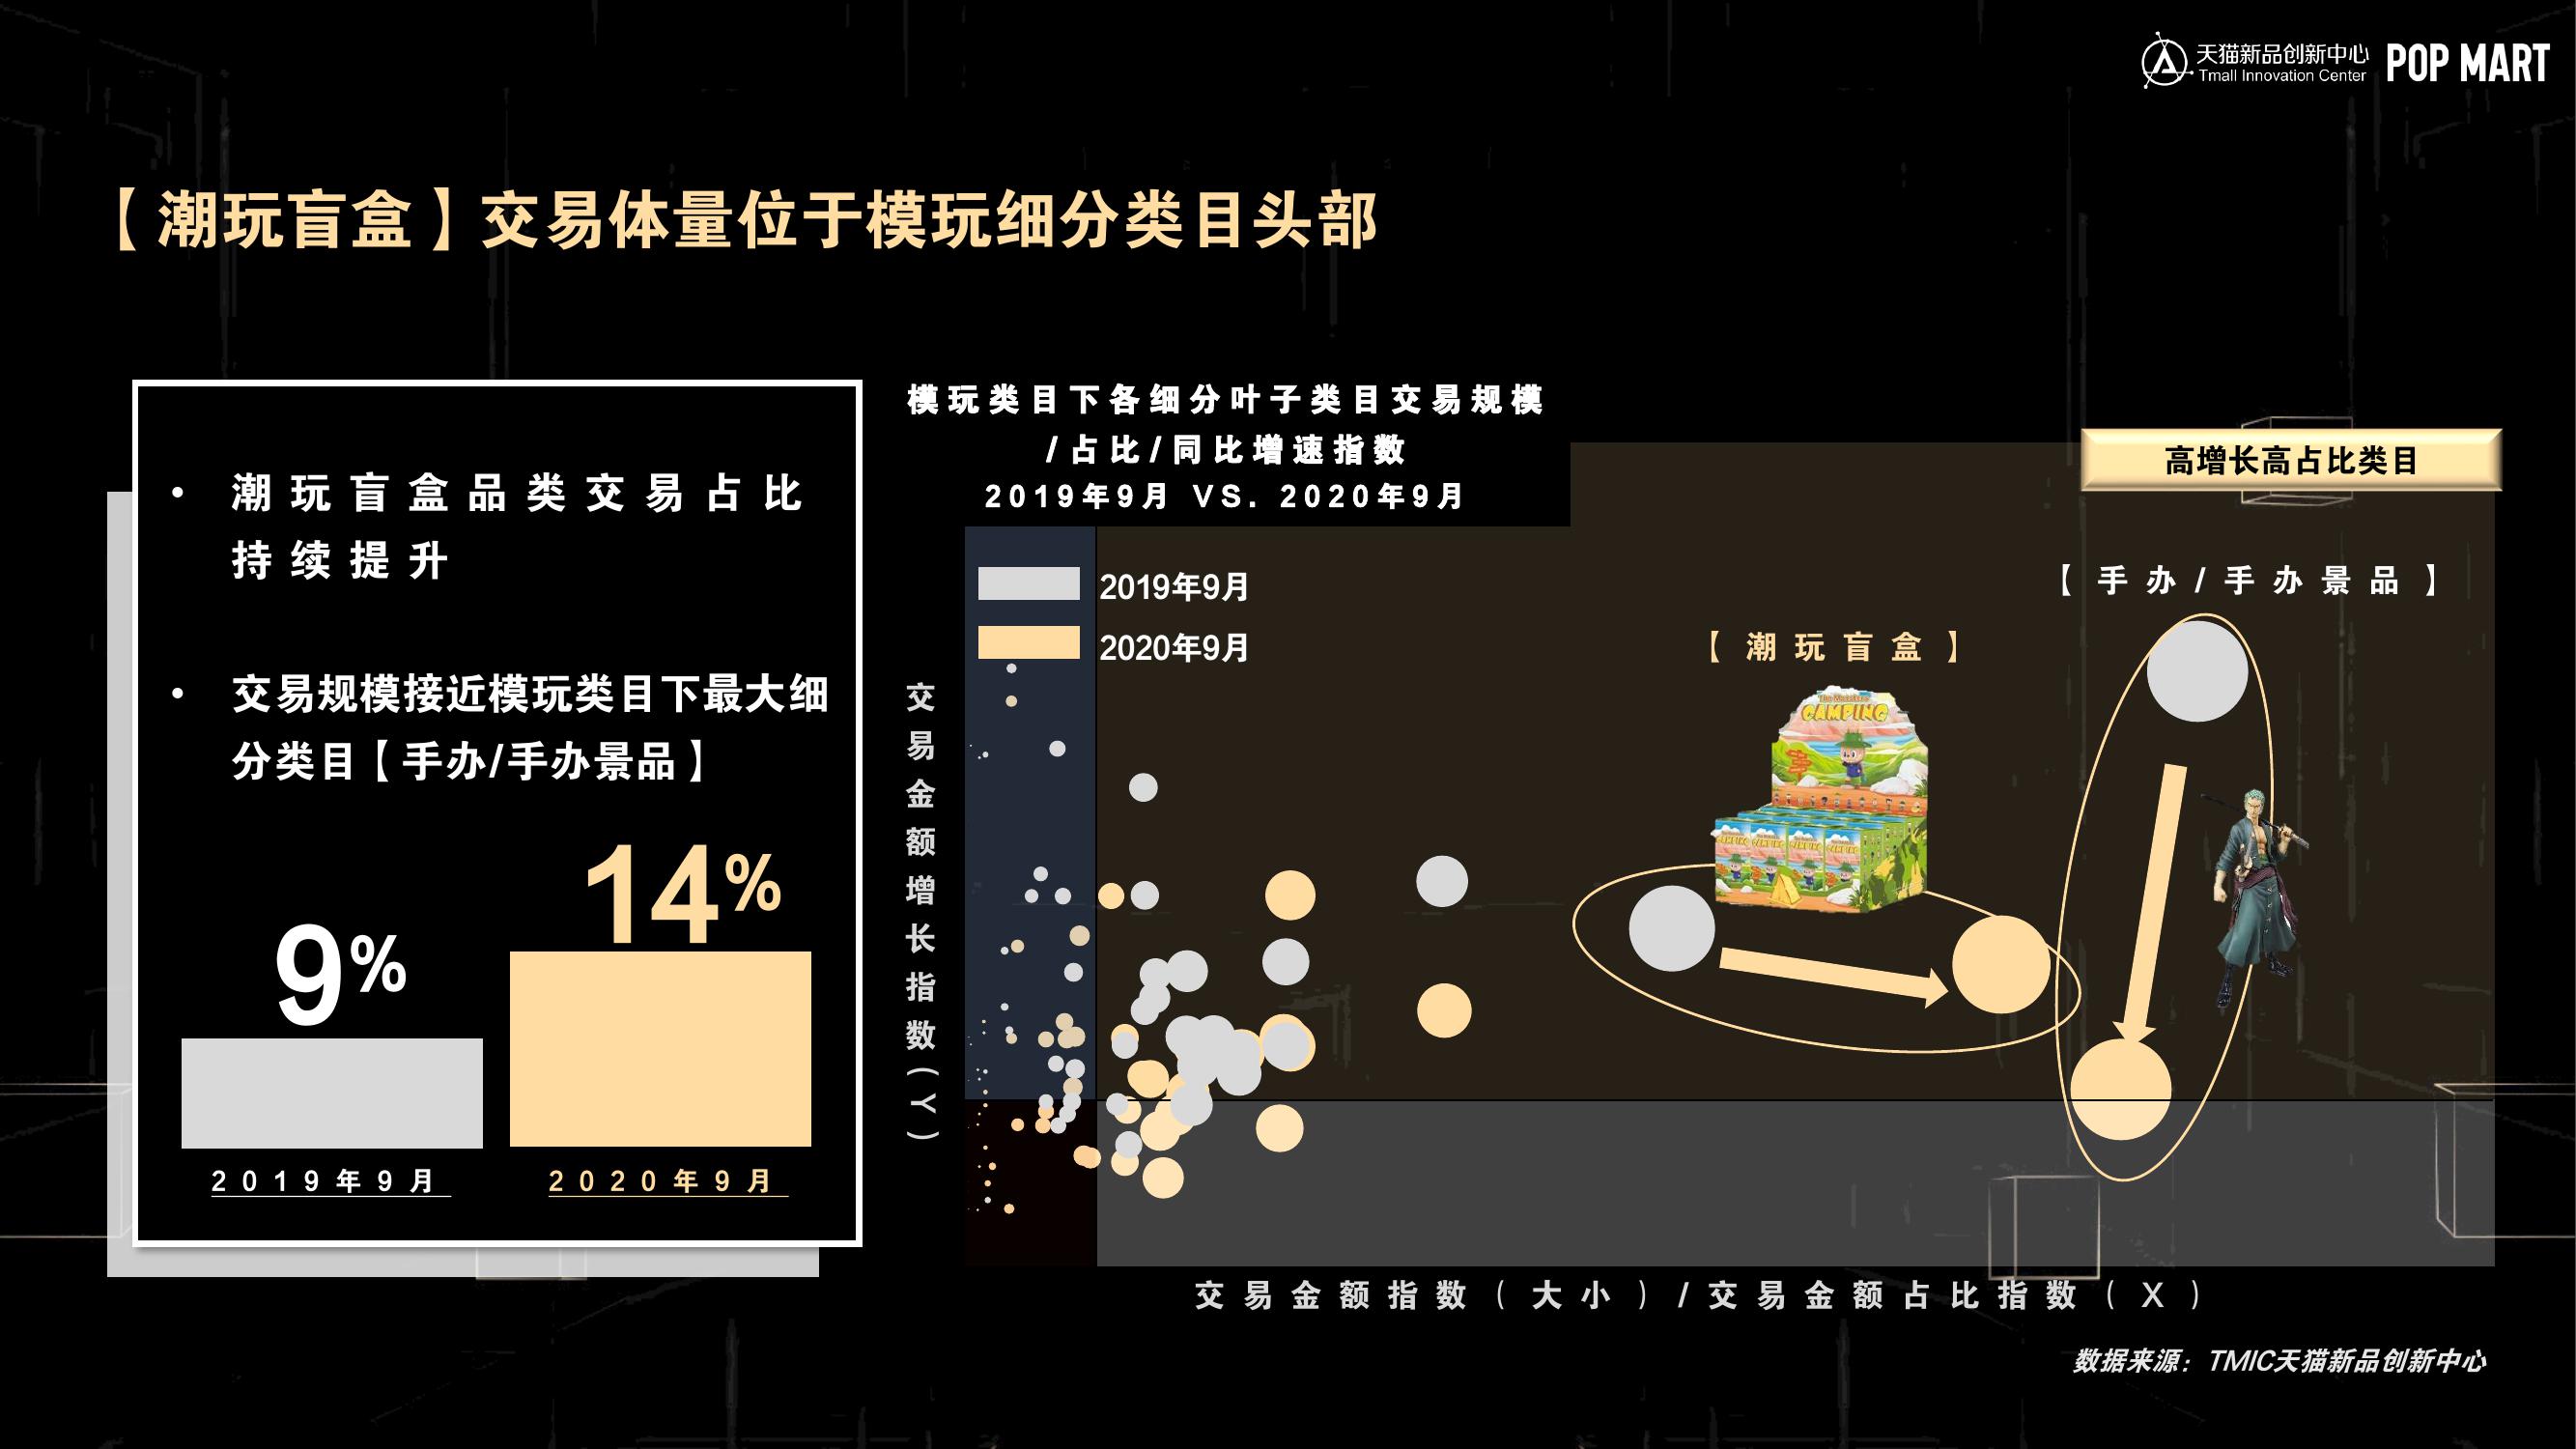 天猫新品创新中心
Tmall Innovation Center
POP MART
【潮玩盲盒】交易体量位于模玩细分类目头部
• 潮玩盲盒品类交易占比
持续提升
• 交易规模接近模玩类目下最大细
分类目【手办/手办景品】
9%
14%
2019年9月
2020年9月
模玩类目下各细分叶子类目交易规模
/占比/同比增速指数
2019年9月 VS. 2020年9月
高增长高占比类目
2019年9月
2020年9月
【手办/手办景品】
【潮玩盲盒】
CAMPING
交易金额增长指数(Y)
交易金额指数(大小)/交易金额占比指数(X)
数据来源：TMIC天猫新品创新中心